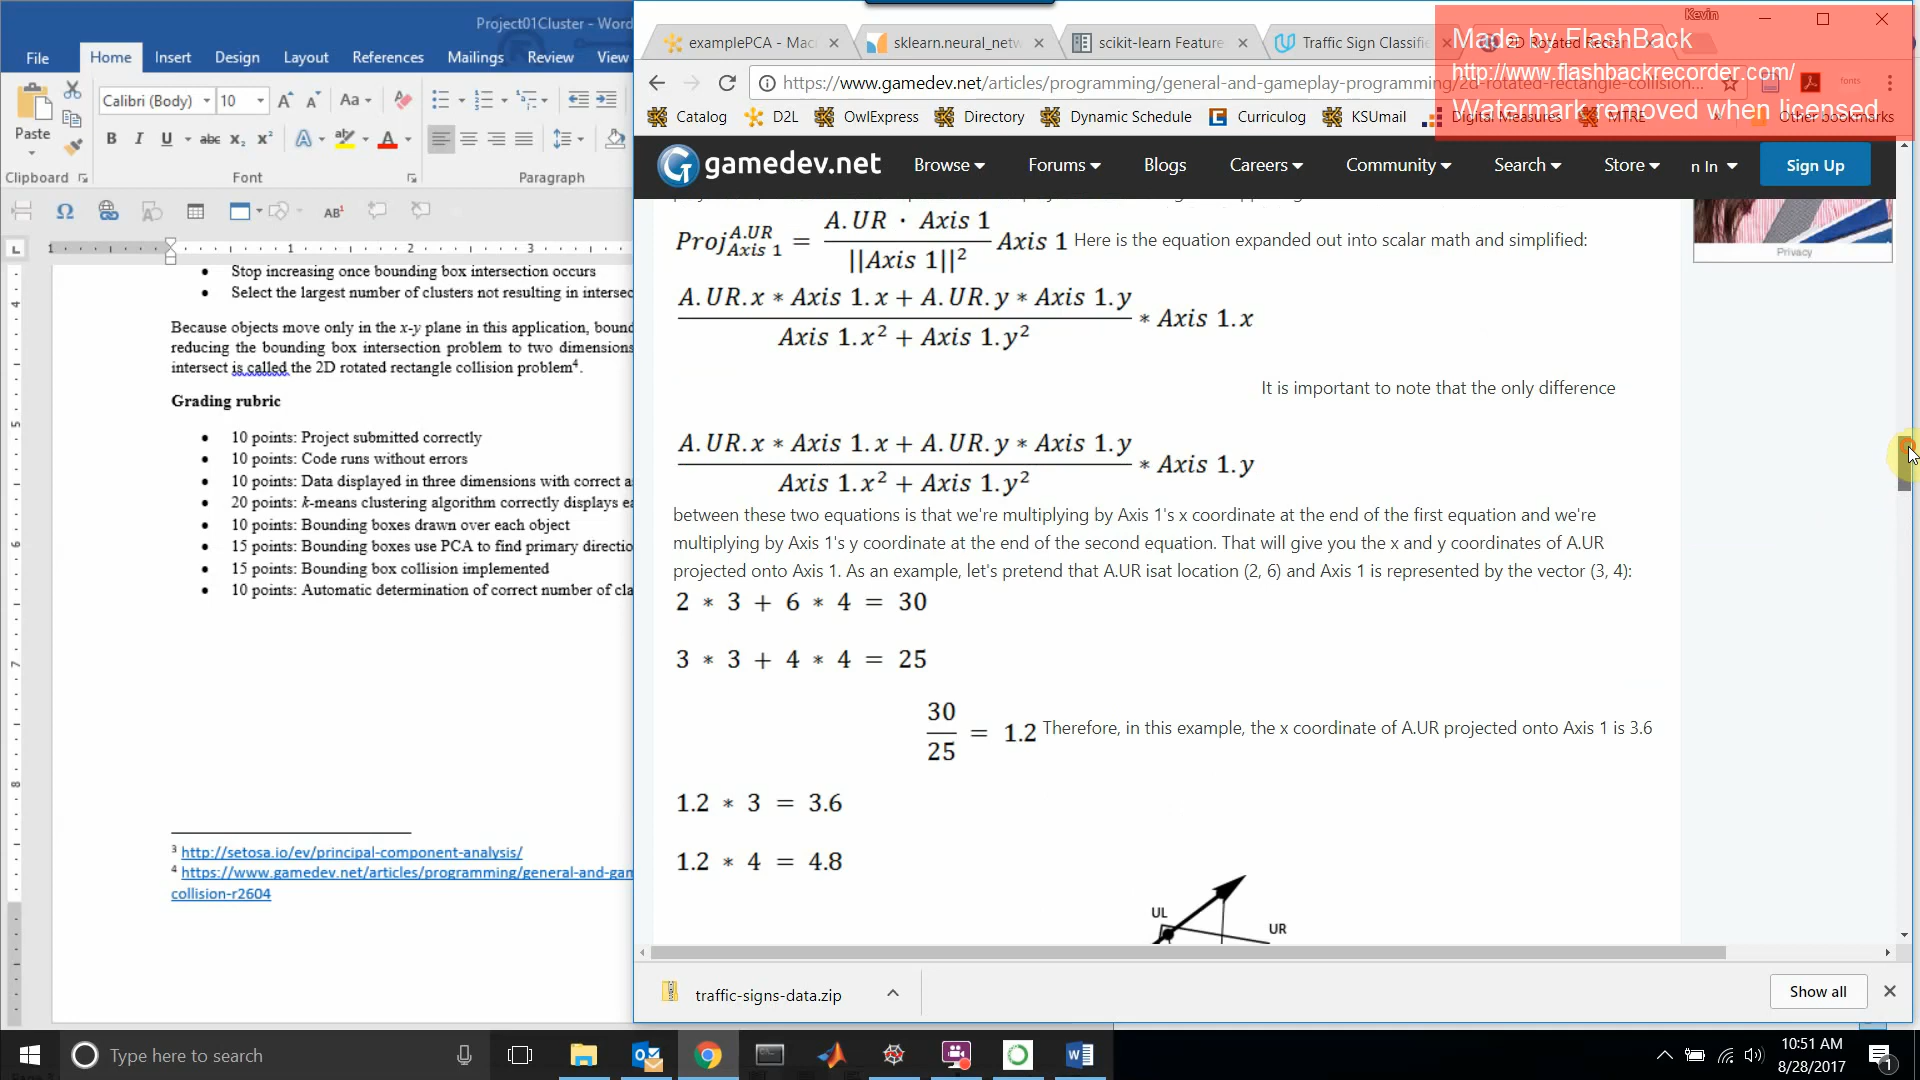 Project01Cluster - Word
File Home Insert Design Layout References Mailings Review View
Paste
Calibri (Body) 10
Clipboard Font Paragraph
Stop increasing once bounding box intersection occurs
Select the largest number of clusters not resulting in intersec
Because objects move only in the x-y plane in this application, bound
reducing the bounding box intersection problem to two dimensions
intersect is called the 2D rotated rectangle collision problem⁴.
Grading rubric
10 points: Project submitted correctly
10 points: Code runs without errors
10 points: Data displayed in three dimensions with correct a
20 points: k-means clustering algorithm correctly displays ea
10 points: Bounding boxes drawn over each object
15 points: Bounding boxes use PCA to find primary directio
15 points: Bounding box collision implemented
10 points: Automatic determination of correct number of cla
³ http://setosa.io/ev/principal-component-analysis/
⁴ https://www.gamedev.net/articles/programming/general-and-gam
collision-r2604
Kevin
examplePCA - Mac
sklearn.neural_netw
scikit-learn Feature
Traffic Sign Classifi
2D Rotated Recta
Made by FlashBack
http://www.flashbackrecorder.com/
Watermark removed when licensed
https://www.gamedev.net/articles/programming/general-and-gameplay-programming/2d-rotated-rectangle-collision...
Catalog D2L OwlExpress Directory Dynamic Schedule Curriculog KSUmail Digital Measures MTRE Other bookmarks
gamedev.net Browse Forums Blogs Careers Community Search Store n In Sign Up
Privacy
Proj^{A.UR}_{Axis 1} = (A.UR · Axis 1) / ||Axis 1||² Axis 1 Here is the equation expanded out into scalar math and simplified:
A.UR.x * Axis 1.x + A.UR.y * Axis 1.y
Axis 1.x² + Axis 1.y² * Axis 1.x
It is important to note that the only difference
A.UR.x * Axis 1.x + A.UR.y * Axis 1.y
Axis 1.x² + Axis 1.y² * Axis 1.y
between these two equations is that we're multiplying by Axis 1's x coordinate at the end of the first equation and we're
multiplying by Axis 1's y coordinate at the end of the second equation. That will give you the x and y coordinates of A.UR
projected onto Axis 1. As an example, let's pretend that A.UR isat location (2, 6) and Axis 1 is represented by the vector (3, 4):
2 * 3 + 6 * 4 = 30
3 * 3 + 4 * 4 = 25
30/25 = 1.2 Therefore, in this example, the x coordinate of A.UR projected onto Axis 1 is 3.6
1.2 * 3 = 3.6
1.2 * 4 = 4.8
UL
UR
traffic-signs-data.zip
Show all
Type here to search
10:51 AM
8/28/2017
1